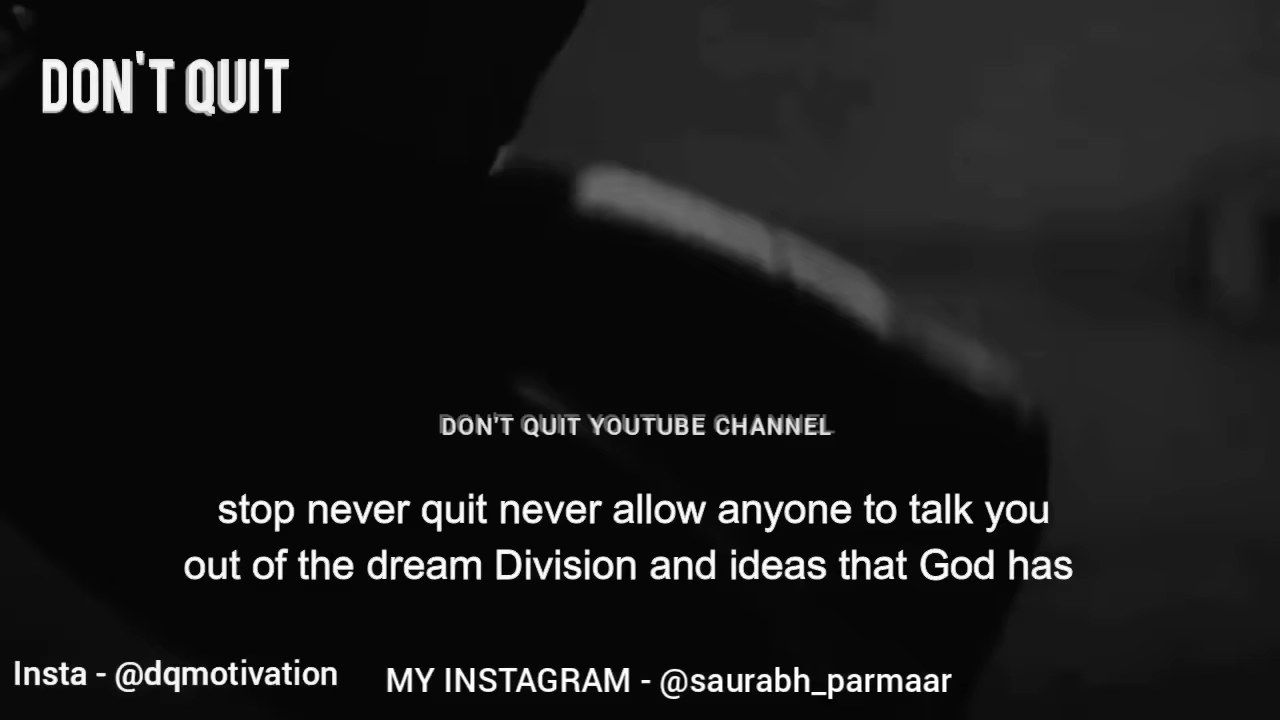 DON'T QUIT
DON'T QUIT YOUTUBE CHANNEL
stop never quit never allow anyone to talk you
out of the dream Division and ideas that God has
Insta - @dqmotivation
MY INSTAGRAM - @saurabh_parmaar